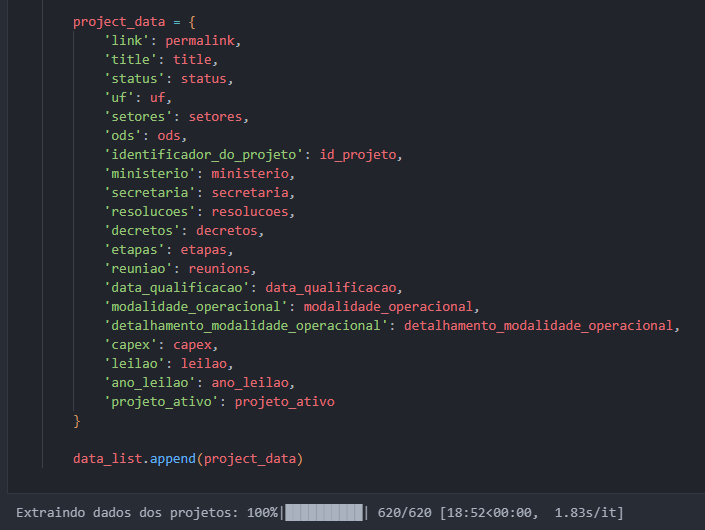 project_data = {
'link': permalink,
'title': title,
'status': status,
'uf': uf,
'setores': setores,
'ods': ods,
'identificador_do_projeto': id_projeto,
'ministerio': ministerio,
'secretaria': secretaria,
'resolucoes': resolucoes,
'decretos': decretos,
'etapas': etapas,
'reuniao': reunions,
'data_qualificacao': data_qualificacao,
'modalidade_operacional': modalidade_operacional,
'detalhamento_modalidade_operacional': detalhamento_modalidade_operacional,
'capex': capex,
'leilao': leilao,
'ano_leilao': ano_leilao,
'projeto_ativo': projeto_ativo
}
data_list.append(project_data)
Extraindo dados dos projetos: 100%|██████████| 620/620 [18:52<00:00,  1.83s/it]